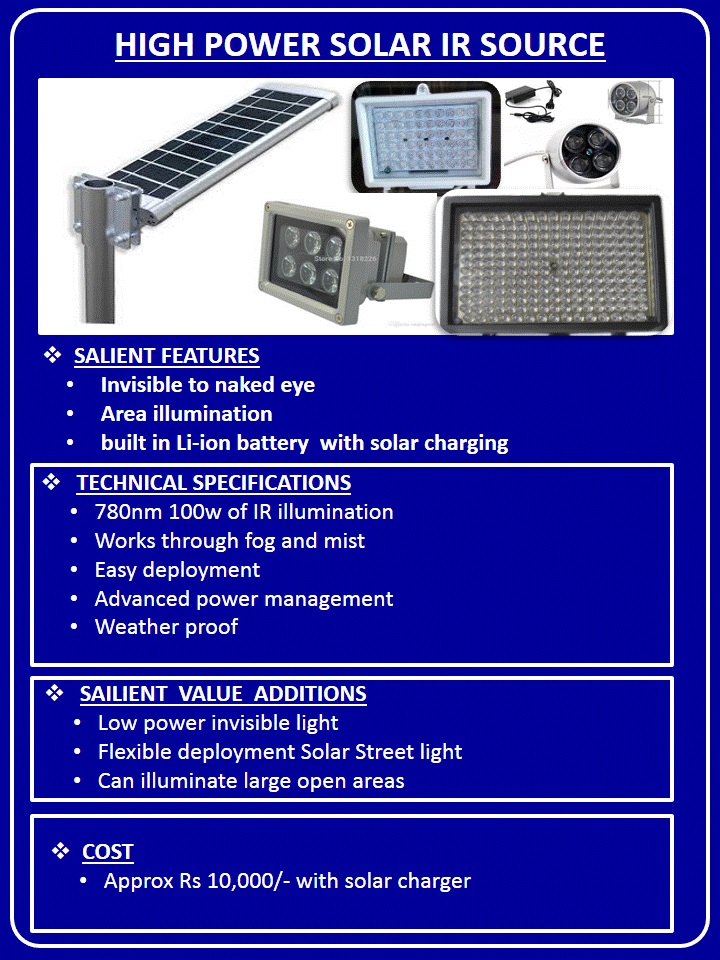 HIGH POWER SOLAR IR SOURCE
Store No: 1318226
❖ SALIENT FEATURES
• Invisible to naked eye
• Area illumination
• built in Li-ion battery with solar charging
❖ TECHNICAL SPECIFICATIONS
• 780nm 100w of IR illumination
• Works through fog and mist
• Easy deployment
• Advanced power management
• Weather proof
❖ SAILIENT VALUE ADDITIONS
• Low power invisible light
• Flexible deployment Solar Street light
• Can illuminate large open areas
❖ COST
• Approx Rs 10,000/- with solar charger